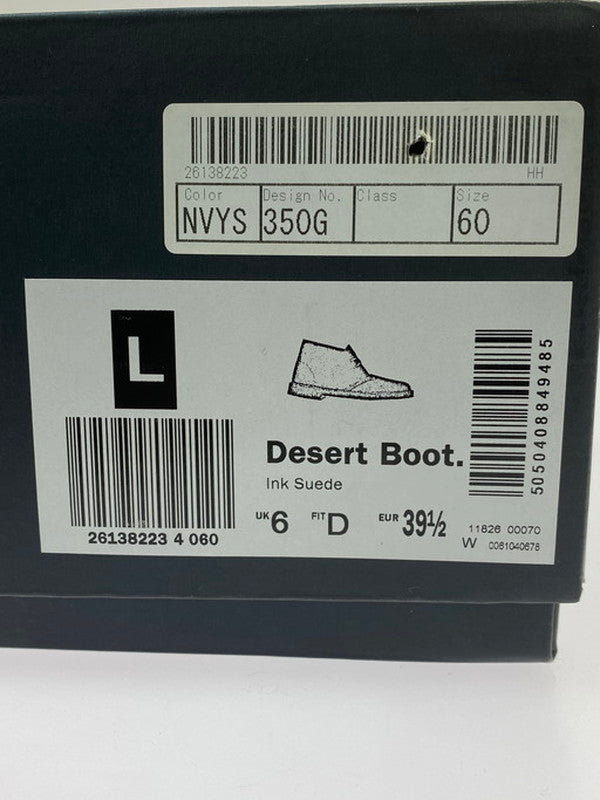 26138223 HH
Color Design No. Class Size
NVYS 350G 60
L
26138223 4 060
Desert Boot.
Ink Suede
UK 6 FIT D EUR 39½
5050408849485
11826 00070
W 0061040676